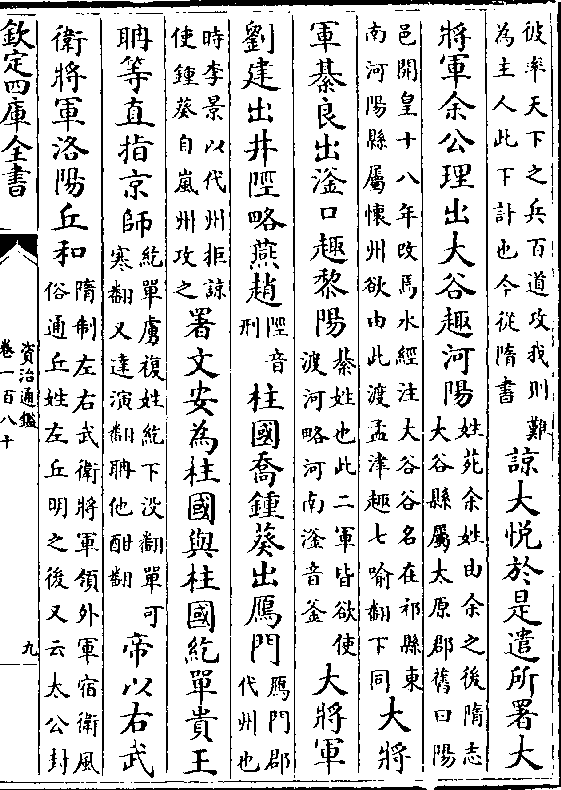 彼率天下之兵百道攻我則難
為主人此下計也今從隋書
諒大悅於是遣所署大
將軍余公理出大谷趣河陽
姓苑余姓由余之後隋志
大谷縣屬太原郡舊曰陽
邑開皇十八年改焉水經注大谷谷名在祁縣東
南河陽縣屬懷州欲由此渡孟津趣七喻翻下同
大將
軍綦良出滏口趣黎陽
綦姓也此二軍皆欲使
渡河略河南滏音釜
大將軍
劉建出井陘略燕趙
陘音
刑
柱國喬鍾葵出鴈門
鴈門郡
代州也
時李景以代州拒諒
使鍾葵自嵐州攻之
署文安為柱國與柱國紇單貴王
聃等直指京師
紇單虜複姓紇下没翻單可
寒翻又達演翻聃他酣翻
帝以右武
衛將軍洛陽丘和
隋制左右武衛將軍領外軍宿衛風
俗通丘姓左丘明之後又云太公封
欽定四庫全書
資治通鑑
卷一百八十
九